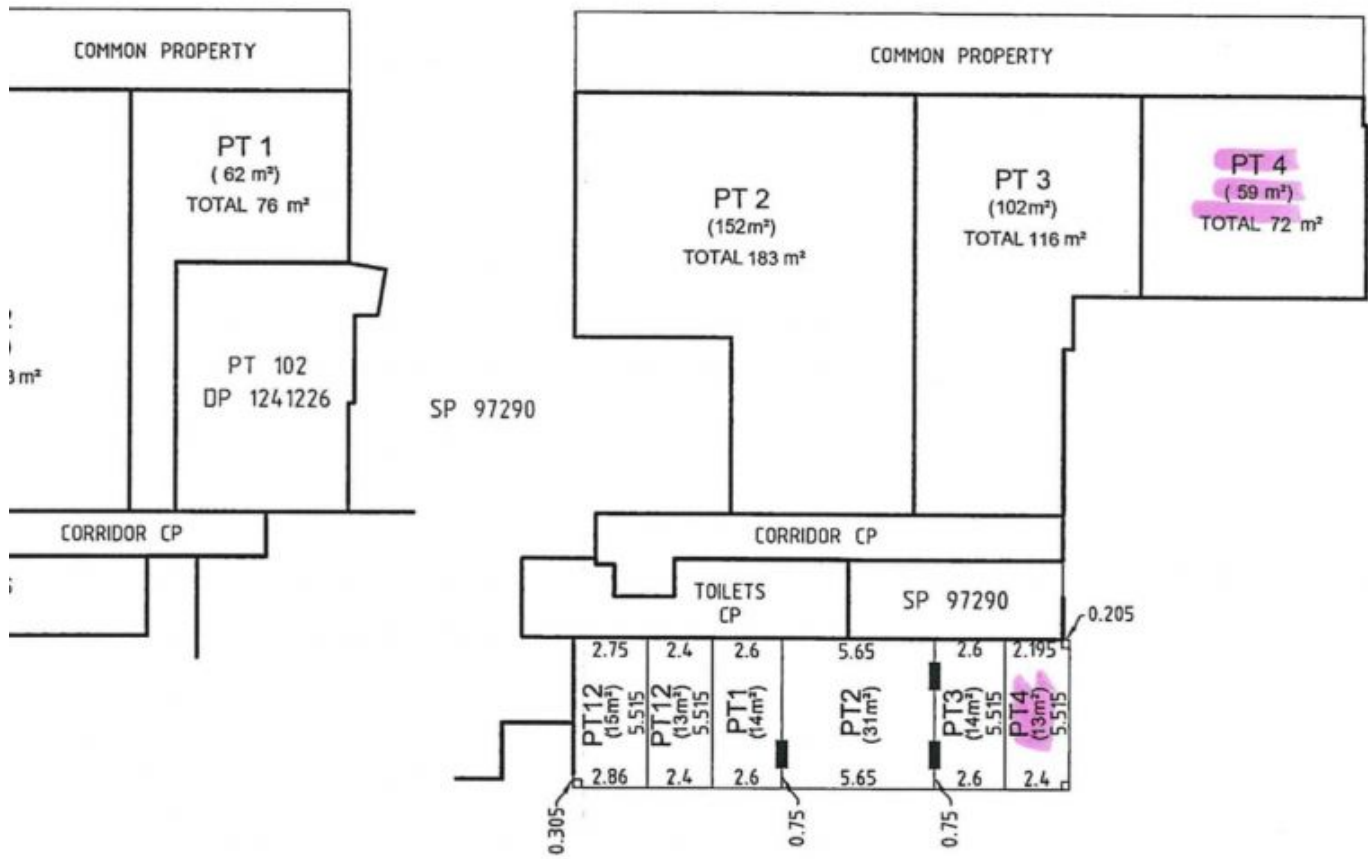 COMMON PROPERTY
COMMON PROPERTY
PT 1
( 62 m²)
TOTAL 76 m²
PT 2
(152m²)
TOTAL 183 m²
PT 3
(102m²)
TOTAL 116 m²
PT 4
( 59 m²)
TOTAL 72 m²
m²
PT 102
DP 1241226
SP 97290
CORRIDOR CP
CORRIDOR CP
TOILETS
CP
SP 97290
0.205
2.75
2.4
2.6
5.65
2.6
2.195
PT12
(15m²)
5.515
PT12
(13m²)
5.515
PT1
(14m²)
PT2
(31m²)
PT3
(14m²)
5.515
PT4
(13m²)
5.515
2.86
2.4
2.6
5.65
2.6
2.4
0.305
0.75
0.75